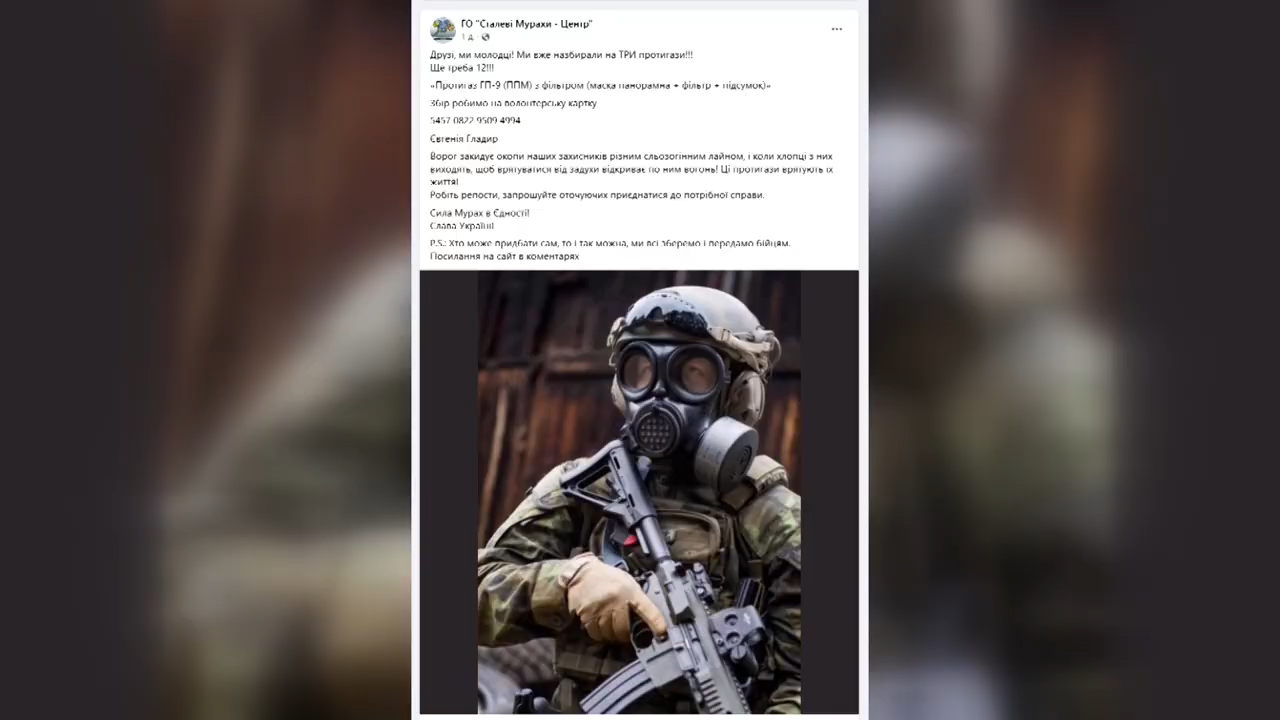 ГО "Сталеві Мурахи - Центр"
1 д. ·
Друзі, ми молодці! Ми вже назбирали на ТРИ протигази!!!
Ще треба 12!!!
«Протигаз ГП-9 (ППМ) з фільтром (маска панорамна + фільтр + підсумок)»
Збір робимо на волонтерську картку
5457 0822 9509 4994
Євгенія Гладир
Ворог закидує окопи наших захисників різним сльозогінним лайном, і коли хлопці з них
виходять, щоб врятуватися від задухи відкриває по ним вогонь! Ці протигази врятують їх
життя!
Робіть репости, запрошуйте оточуючих приєднатися до потрібної справи.
Сила Мурах в Єдності!
Слава Україні!
P.S.: Хто може придбати сам, то і так можна, ми всі зберемо і передамо бійцям.
Посилання на сайт в коментарях